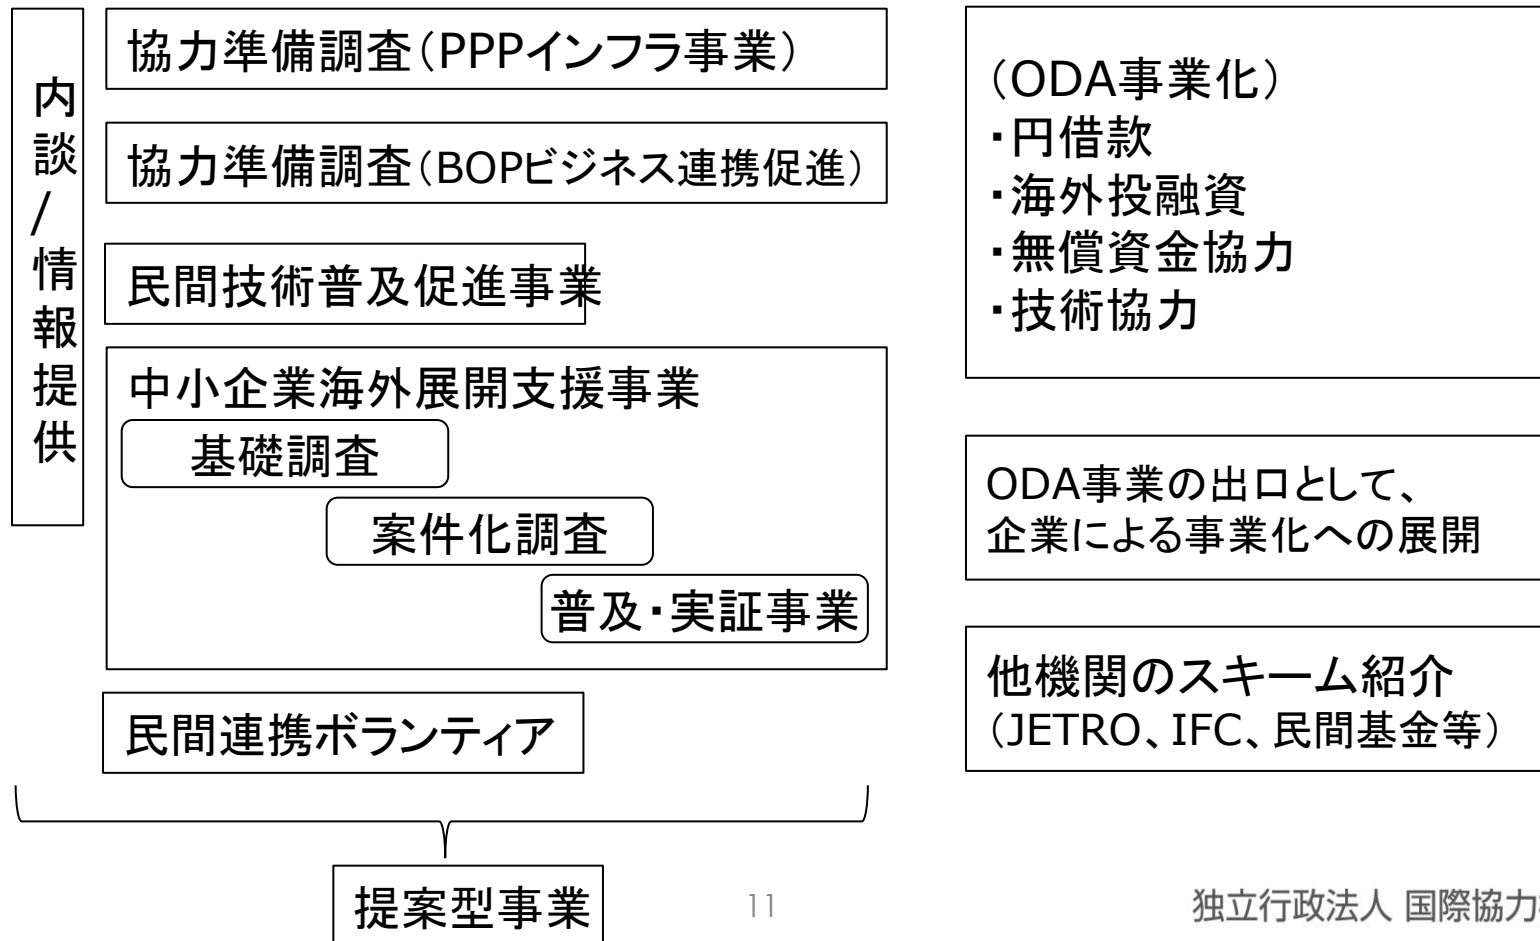 内談/情報提供
協力準備調査(PPPインフラ事業)
協力準備調査(BOPビジネス連携促進)
民間技術普及促進事業
中小企業海外展開支援事業
基礎調査
案件化調査
普及・実証事業
民間連携ボランティア
提案型事業
(ODA事業化)
・円借款
・海外投融資
・無償資金協力
・技術協力
ODA事業の出口として、
企業による事業化への展開
他機関のスキーム紹介
(JETRO、IFC、民間基金等)
11
独立行政法人 国際協力